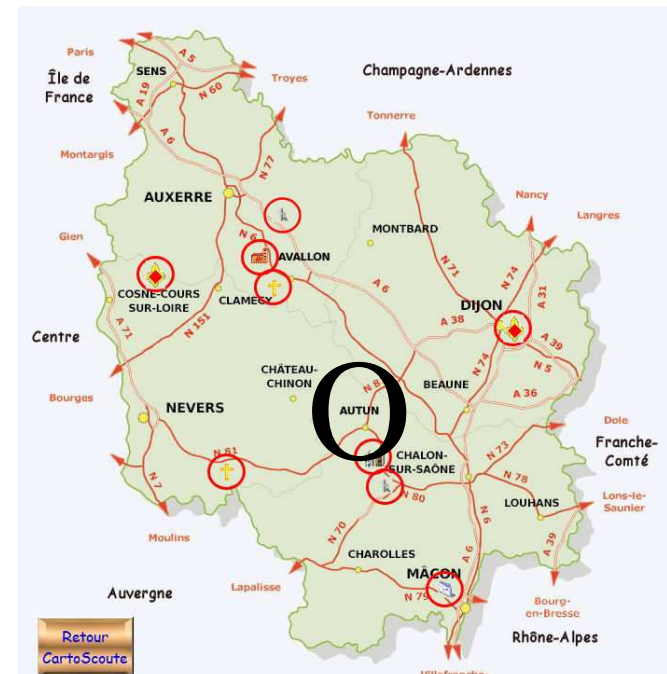 Paris
A 5
SENS
Île de
France
A 19
N 60
Troyes
Champagne-Ardennes
Tonnerre
A 6
N 77
Montargis
AUXERRE
Nancy
Langres
Gien
N 6
AVALLON
MONTBARD
N 71
N 74
A 31
COSNE-COURS
SUR-LOIRE
CLAMECY
A 6
DIJON
Centre
A 71
N 151
A 38
A 39
N 5
N 74
CHÂTEAU-
CHINON
N 8
BEAUNE
A 36
Bourges
NEVERS
O
AUTUN
Dole
Franche-
Comté
N 81
CHALON-
SUR-SAÔNE
N 73
N 7
N 80
N 78
LOUHANS
Lons-le-
Saunier
Moulins
N 70
N 6
A 39
CHAROLLES
A 6
MÂCON
Auvergne
Lapalisse
N 79
Bourg-
en-Bresse
Rhône-Alpes
Retour
CartoScoute
Villefranche